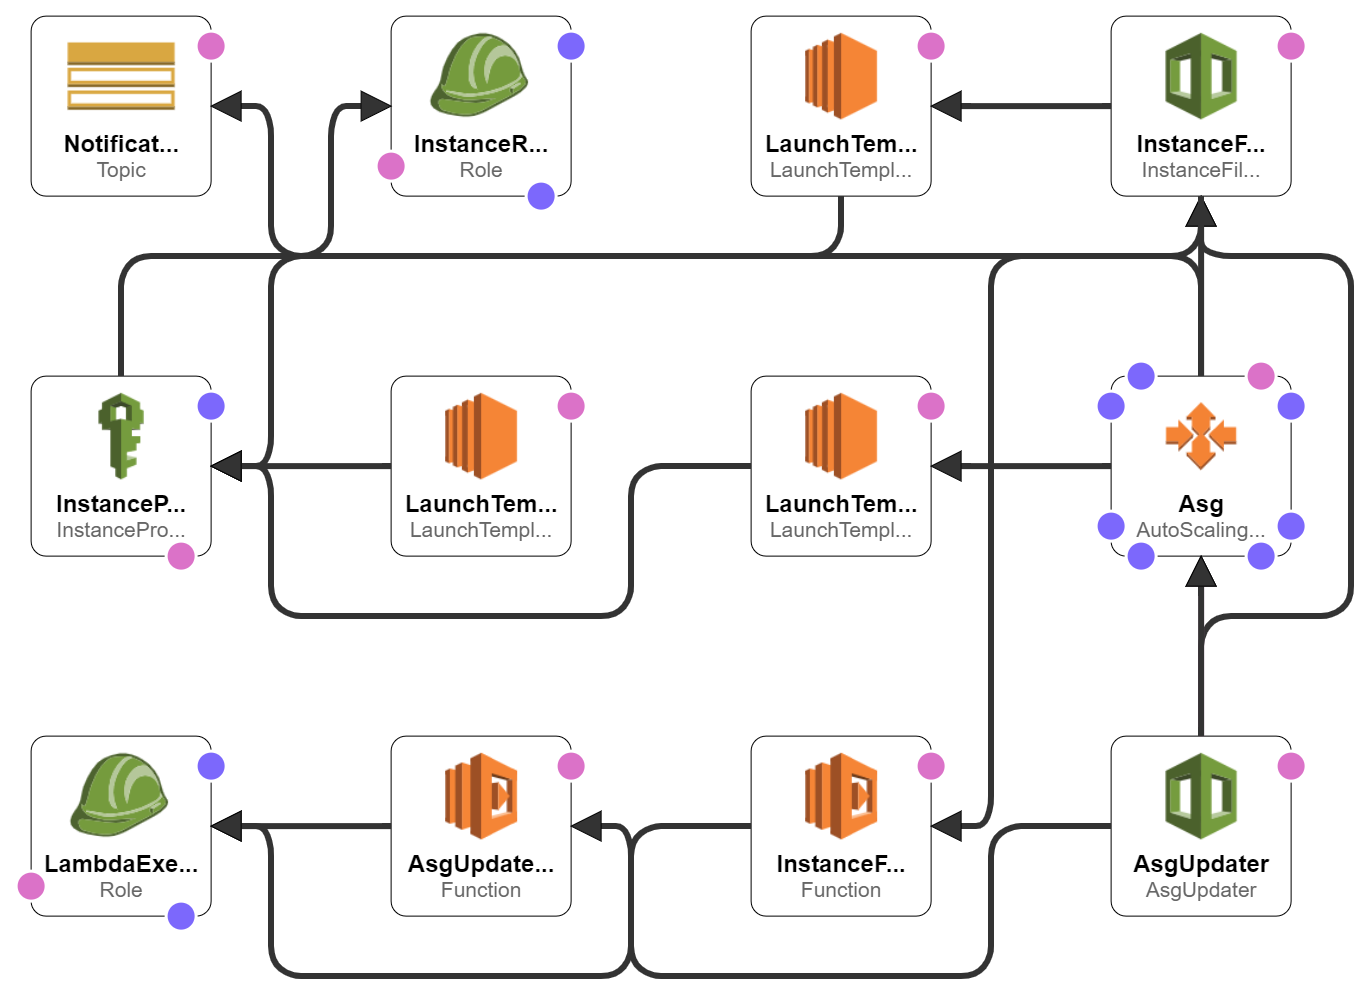 Notificat...
Topic
InstanceR...
Role
LaunchTem...
LaunchTempl...
InstanceF...
InstanceFil...
InstanceP...
InstancePro...
LaunchTem...
LaunchTempl...
LaunchTem...
LaunchTempl...
Asg
AutoScaling...
LambdaExe...
Role
AsgUpdate...
Function
InstanceF...
Function
AsgUpdater
AsgUpdater